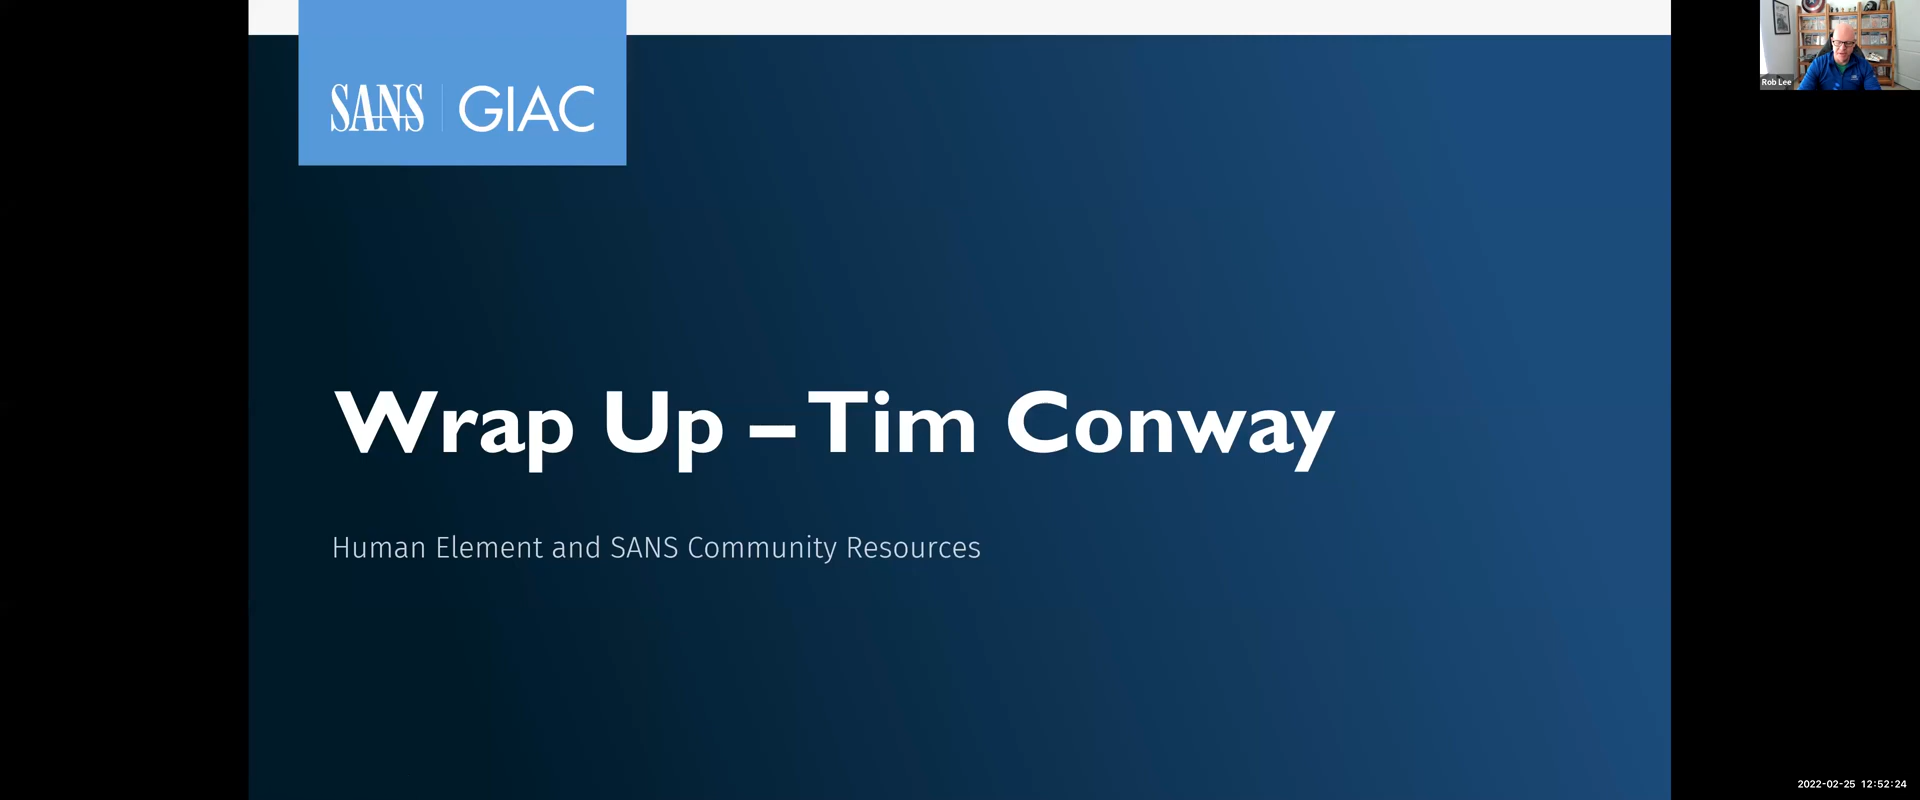 SANS | GIAC
Rob Lee
Wrap Up – Tim Conway
Human Element and SANS Community Resources
2022-02-25 12:52:24